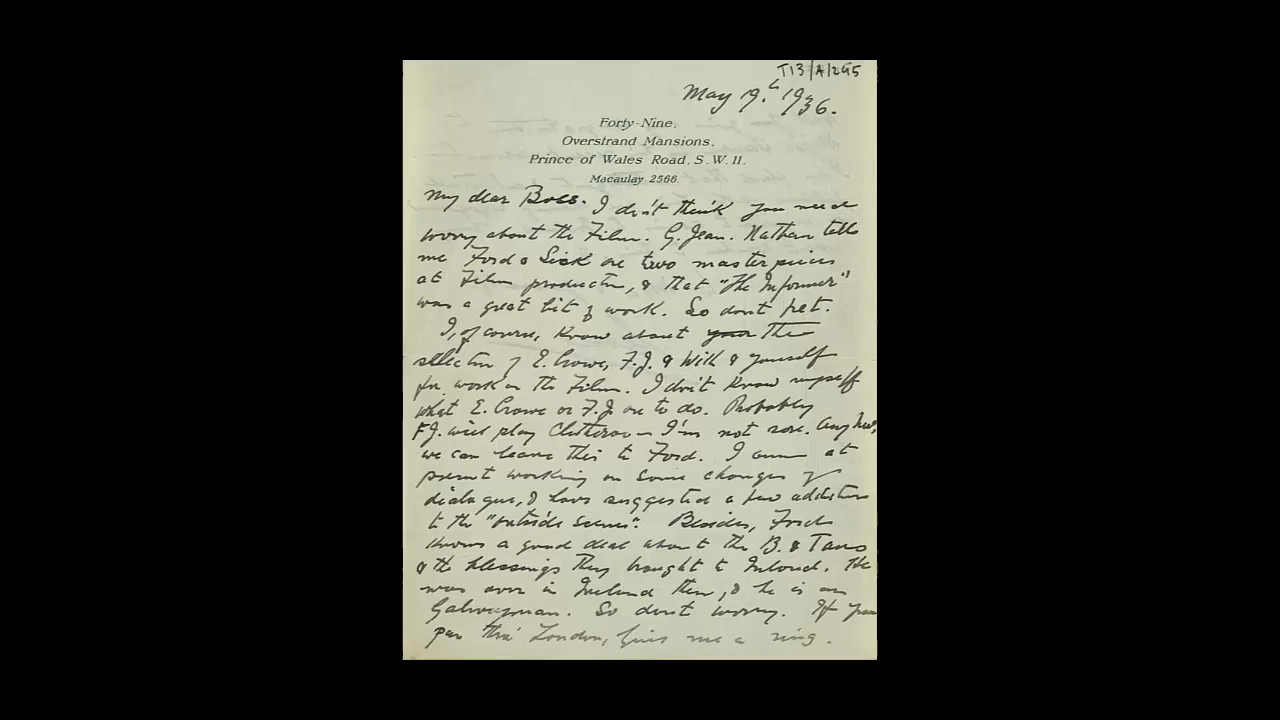 T13/A/295
May 19.th 1936.
Forty-Nine,
Overstrand Mansions,
Prince of Wales Road, S.W.11.
Macaulay 2566.
My dear Boss. I don't think you need
worry about the Film. G. Jean. Nathan tells
me Ford & are two masterpieces
at Film production, & that "The Informer"
was a great bit of work. So don't fret.
I, of course, know about your the
selection of E. Crowe, F.J. & Will & yourself
for work in the Film. I don't know myself
what E. Crowe or F.J. are to do. Probably
F.J. will play Clitheroe – I'm not sure. Anyhow,
we can leave this to Ford. I am at
present working on some changes of
dialogue, & have suggested a few additions
to the "outside scenes". Besides, Ford
knows a good deal about the B. & Tans
& the blessings they brought to Ireland. He
was over in Ireland then, & he is a
Galwayman. So don't worry. If you
pass thro' London, give me a ring.